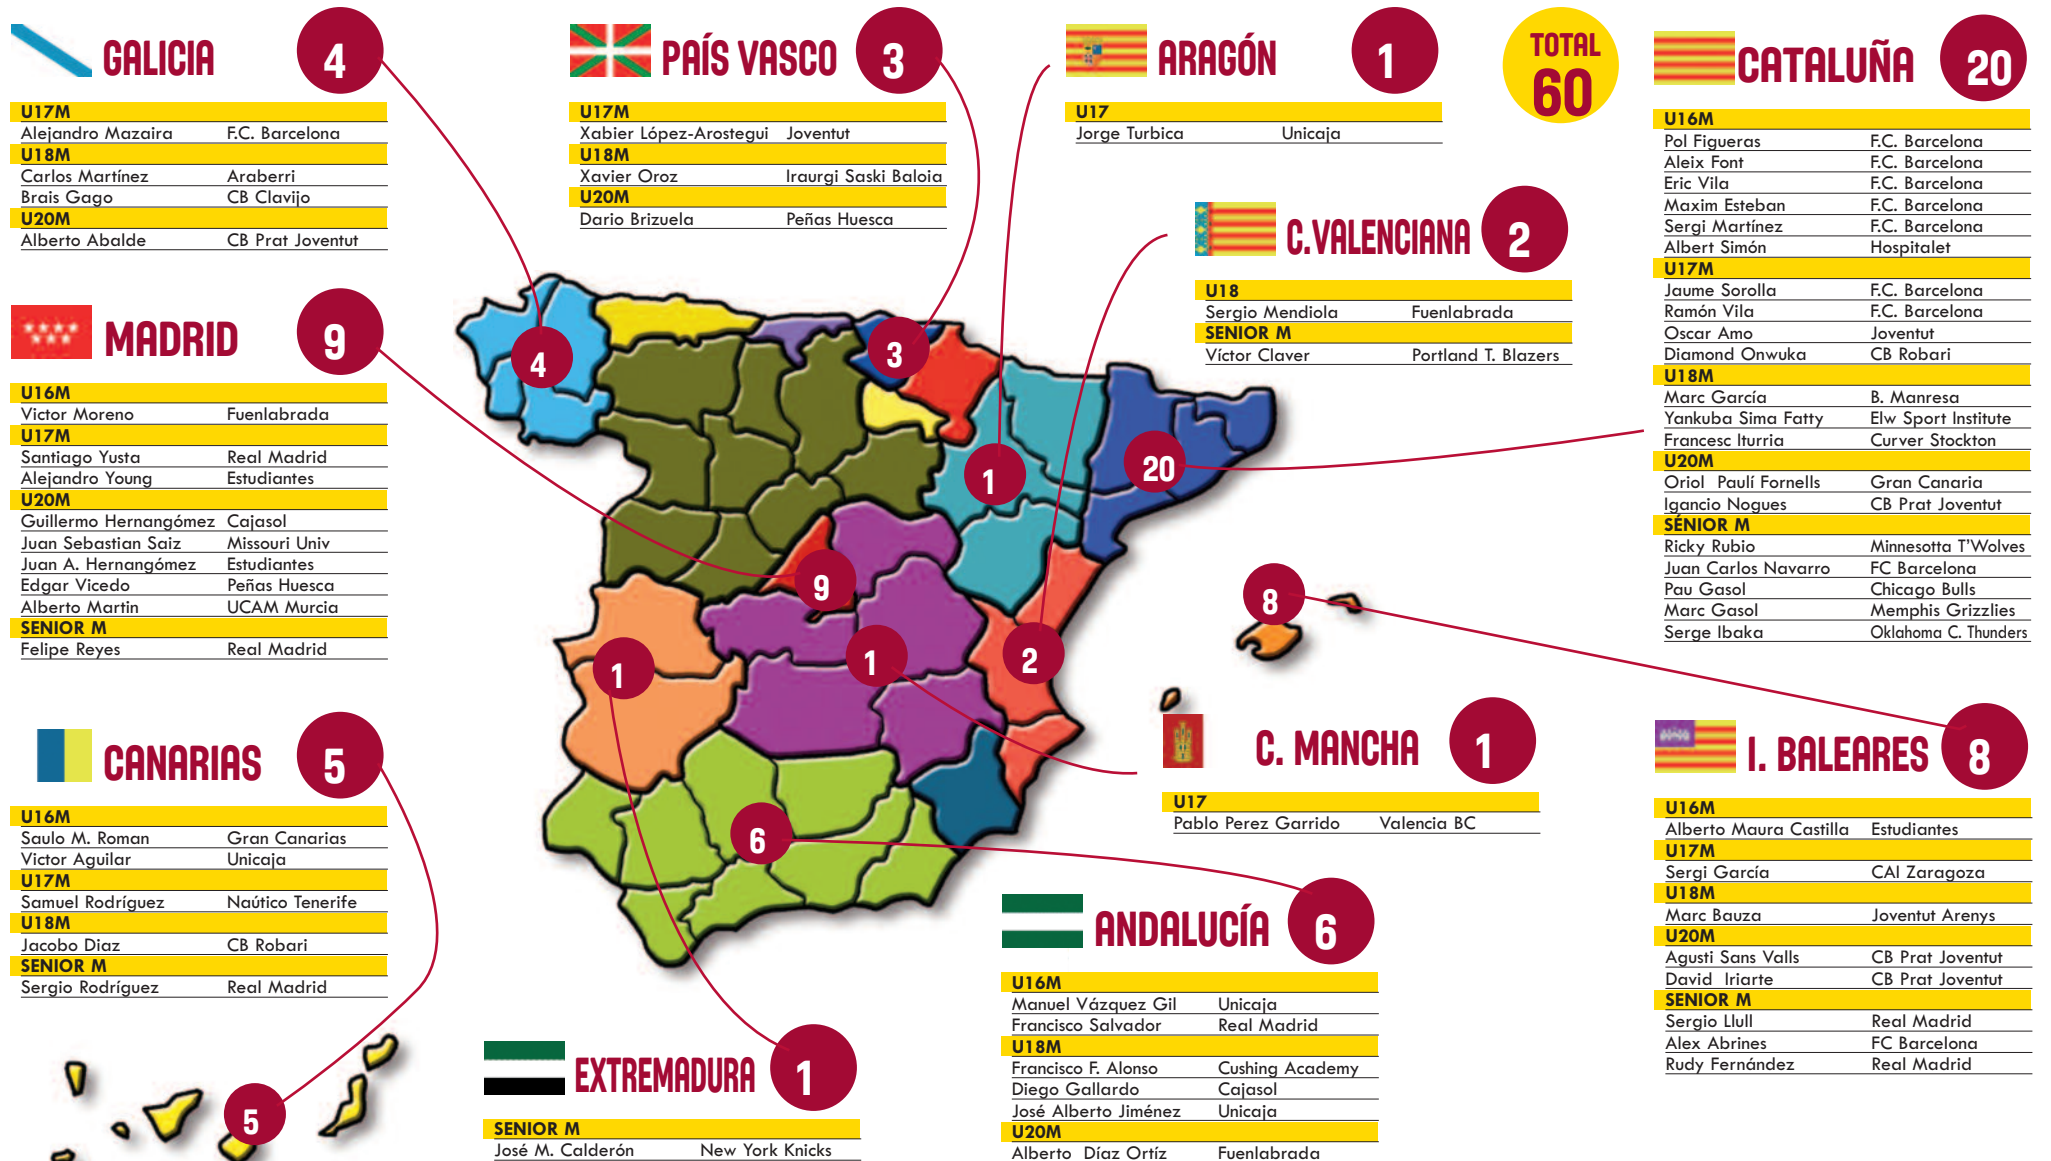 GALICIA 4
U17M
Alejandro Mazaira F.C. Barcelona
U18M
Carlos Martínez Araberri
Brais Gago CB Clavijo
U20M
Alberto Abalde CB Prat Joventut
PAÍS VASCO 3
U17M
Xabier López-Arostegui Joventut
U18M
Xavier Oroz Iraurgi Saski Baloia
U20M
Dario Brizuela Peñas Huesca
ARAGÓN 1
U17
Jorge Turbica Unicaja
TOTAL
60
CATALUÑA 20
U16M
Pol Figueras F.C. Barcelona
Aleix Font F.C. Barcelona
Eric Vila F.C. Barcelona
Maxim Esteban F.C. Barcelona
Sergi Martínez F.C. Barcelona
Albert Simón Hospitalet
U17M
Jaume Sorolla F.C. Barcelona
Ramón Vila F.C. Barcelona
Oscar Amo Joventut
Diamond Onwuka CB Robari
U18M
Marc García B. Manresa
Yankuba Sima Fatty Elw Sport Institute
Francesc Iturria Curver Stockton
U20M
Oriol Paulí Fornells Gran Canaria
Igancio Nogues CB Prat Joventut
SÉNIOR M
Ricky Rubio Minnesotta T'Wolves
Juan Carlos Navarro FC Barcelona
Pau Gasol Chicago Bulls
Marc Gasol Memphis Grizzlies
Serge Ibaka Oklahoma C. Thunders
C.VALENCIANA 2
U18
Sergio Mendiola Fuenlabrada
SENIOR M
Víctor Claver Portland T. Blazers
MADRID 9
U16M
Victor Moreno Fuenlabrada
U17M
Santiago Yusta Real Madrid
Alejandro Young Estudiantes
U20M
Guillermo Hernangómez Cajasol
Juan Sebastian Saiz Missouri Univ
Juan A. Hernangómez Estudiantes
Edgar Vicedo Peñas Huesca
Alberto Martin UCAM Murcia
SENIOR M
Felipe Reyes Real Madrid
4
3
1
20
9
8
1
1
2
6
5
CANARIAS 5
U16M
Saulo M. Roman Gran Canarias
Victor Aguilar Unicaja
U17M
Samuel Rodríguez Naútico Tenerife
U18M
Jacobo Diaz CB Robari
SENIOR M
Sergio Rodríguez Real Madrid
C. MANCHA 1
U17
Pablo Perez Garrido Valencia BC
I. BALEARES 8
U16M
Alberto Maura Castilla Estudiantes
U17M
Sergi García CAI Zaragoza
U18M
Marc Bauza Joventut Arenys
U20M
Agusti Sans Valls CB Prat Joventut
David Iriarte CB Prat Joventut
SENIOR M
Sergio Llull Real Madrid
Alex Abrines FC Barcelona
Rudy Fernández Real Madrid
ANDALUCÍA 6
U16M
Manuel Vázquez Gil Unicaja
Francisco Salvador Real Madrid
U18M
Francisco F. Alonso Cushing Academy
Diego Gallardo Cajasol
José Alberto Jiménez Unicaja
U20M
Alberto Díaz Ortíz Fuenlabrada
EXTREMADURA 1
SENIOR M
José M. Calderón New York Knicks